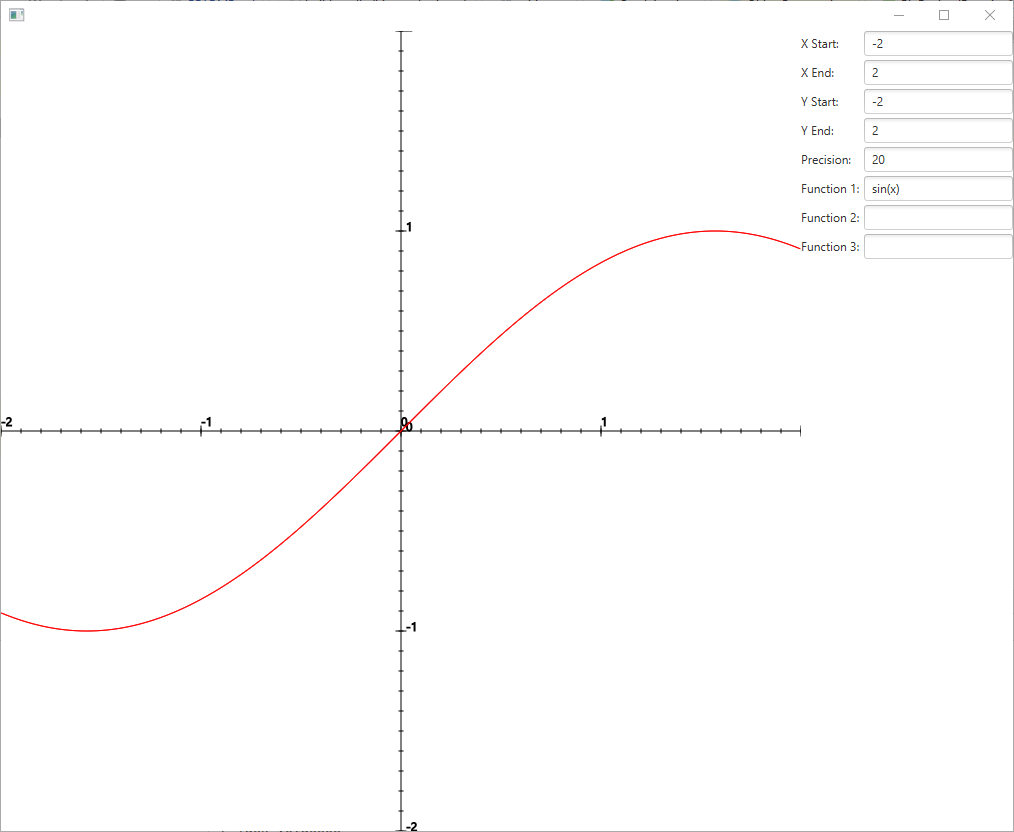 X Start: -2
X End: 2
Y Start: -2
Y End: 2
Precision: 20
Function 1: sin(x)
Function 2:
Function 3:
1
-2 -1 0 1
0
-1
-2